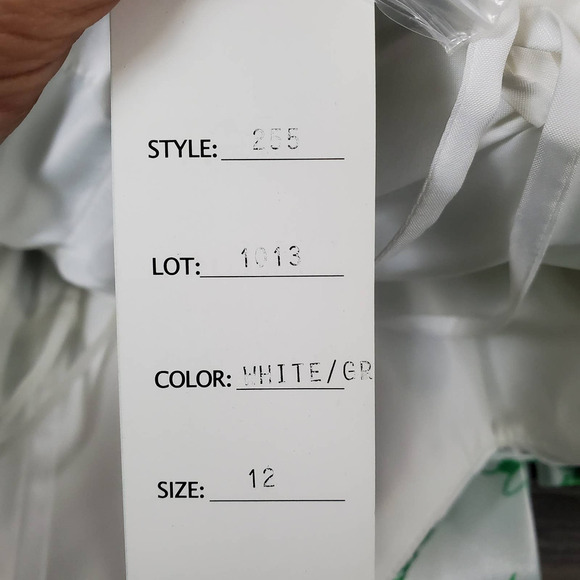 STYLE: 255
LOT: 1013
COLOR: WHITE/GR
SIZE: 12